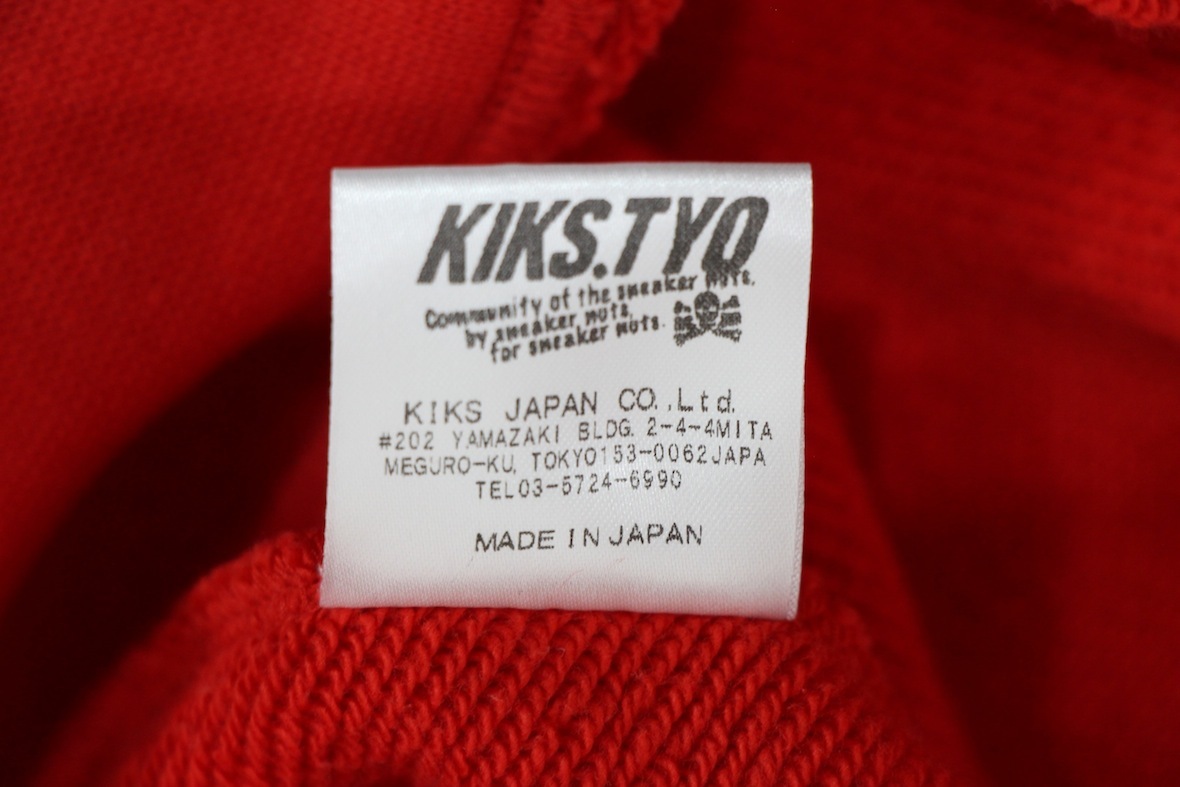 KIKS.TYO
Community of the sneaker nuts.
by sneaker nuts.
for sneaker nuts.
KIKS JAPAN CO.,Ltd.
#202 YAMAZAKI BLDG. 2-4-4MITA
MEGURO-KU, TOKYO153-0062JAPA
TEL03-5724-6990
MADE IN JAPAN